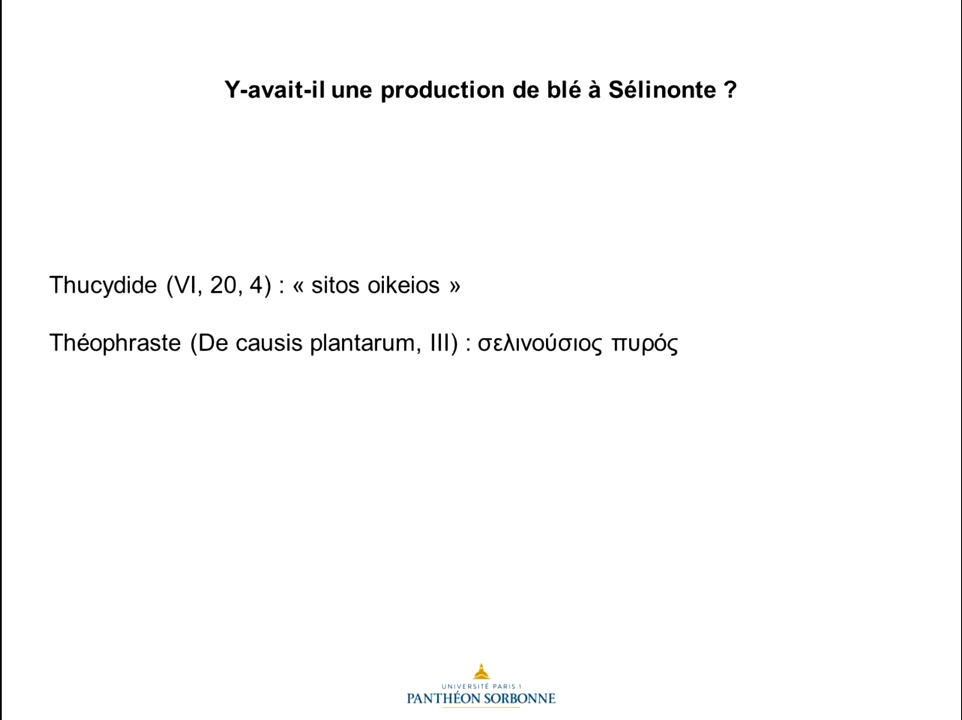 Y-avait-il une production de blé à Sélinonte ?
Thucydide (VI, 20, 4) : « sitos oikeios »
Théophraste (De causis plantarum, III) : σελινούσιος πυρός
UNIVERSITÉ PARIS 1
PANTHÉON SORBONNE